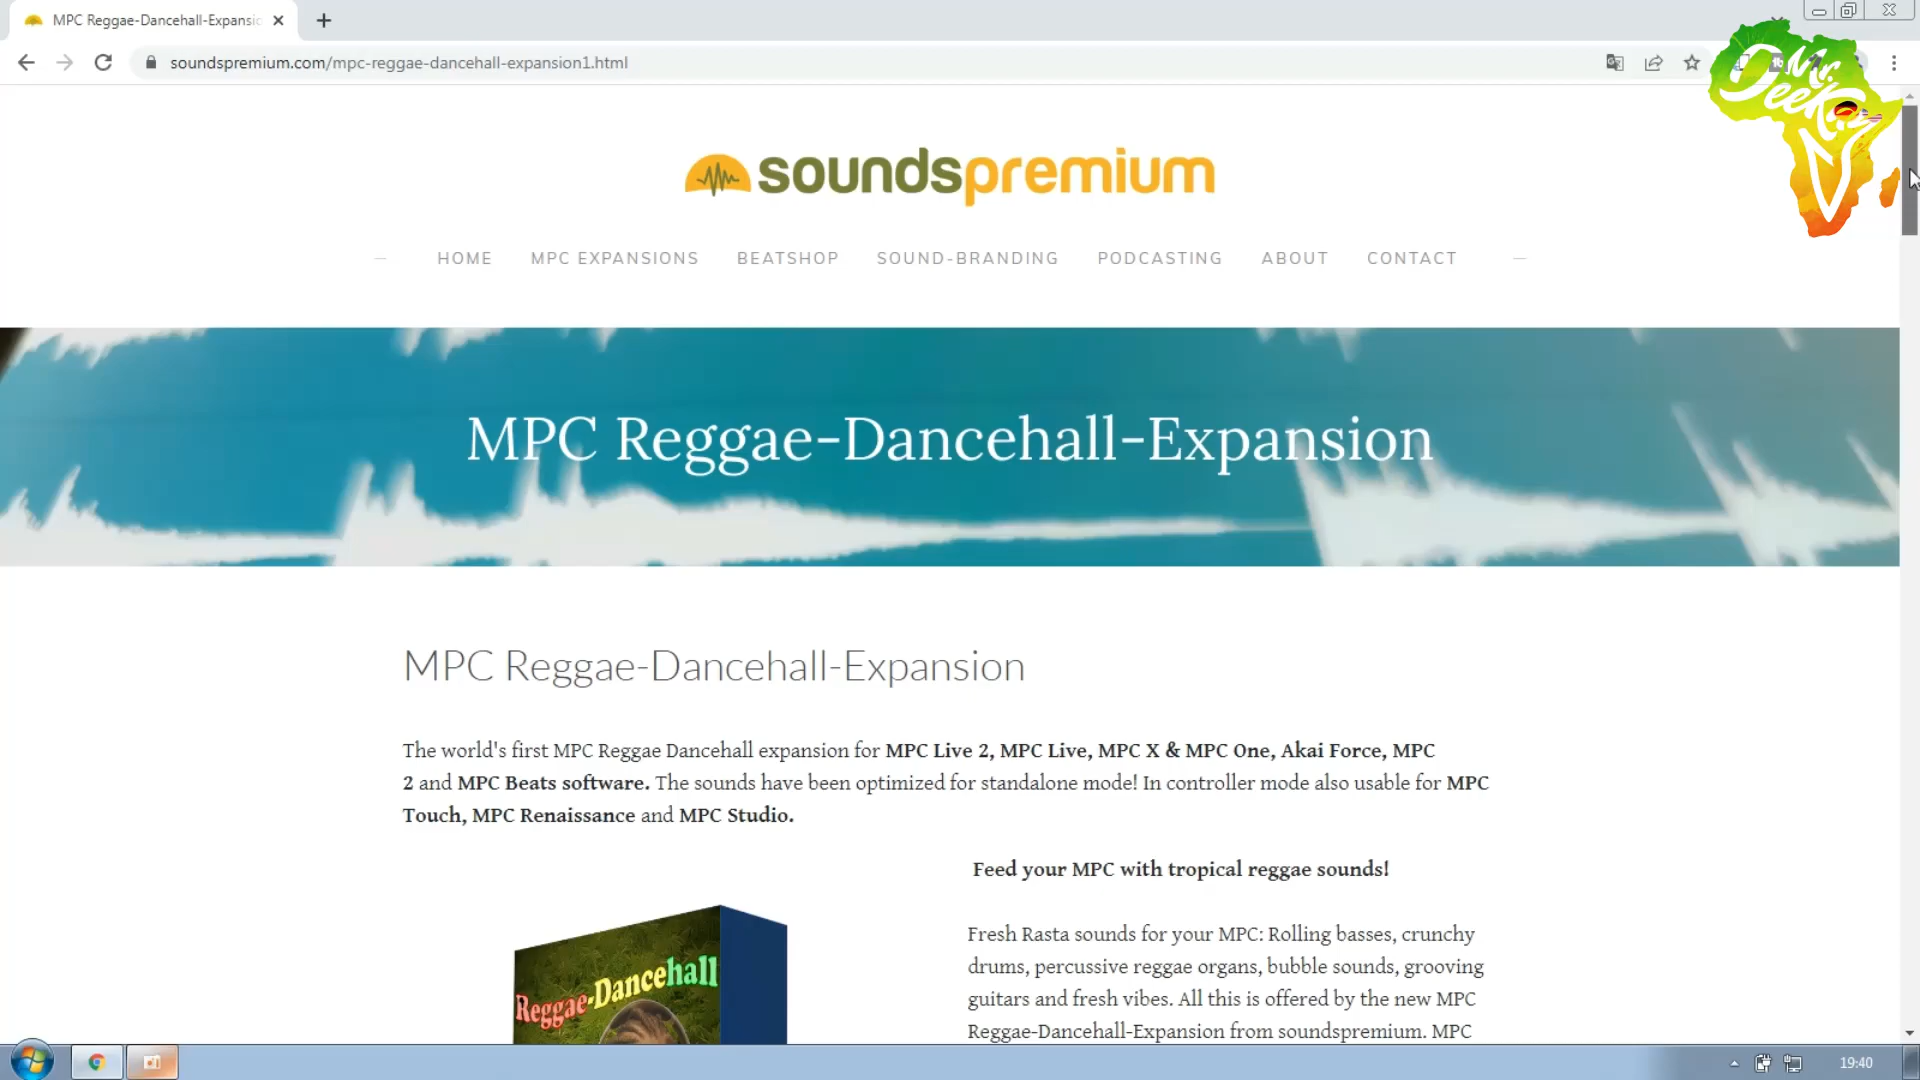 MPC Reggae-Dancehall-Expansio
soundspremium.com/mpc-reggae-dancehall-expansion1.html
Mr.
DeeKay
soundspremium
HOME MPC EXPANSIONS BEATSHOP SOUND-BRANDING PODCASTING ABOUT CONTACT
MPC Reggae-Dancehall-Expansion
MPC Reggae-Dancehall-Expansion
The world's first MPC Reggae Dancehall expansion for MPC Live 2, MPC Live, MPC X & MPC One, Akai Force, MPC
2 and MPC Beats software. The sounds have been optimized for standalone mode! In controller mode also usable for MPC
Touch, MPC Renaissance and MPC Studio.
Feed your MPC with tropical reggae sounds!
Fresh Rasta sounds for your MPC: Rolling basses, crunchy
drums, percussive reggae organs, bubble sounds, grooving
guitars and fresh vibes. All this is offered by the new MPC
Reggae-Dancehall-Expansion from soundspremium. MPC
Reggae-Dancehall
19:40